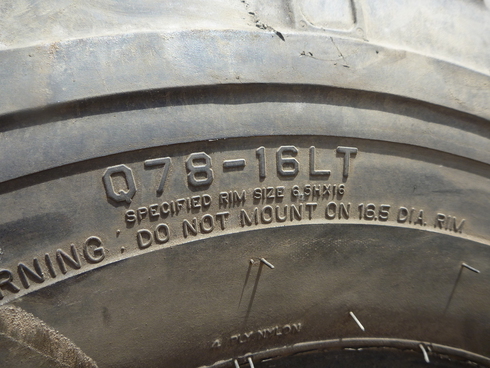 Q78-16LT
SPECIFIED RIM SIZE 6.5HX16
RNING : DO NOT MOUNT ON 16.5 DIA. RIM
4 PLY NYLON